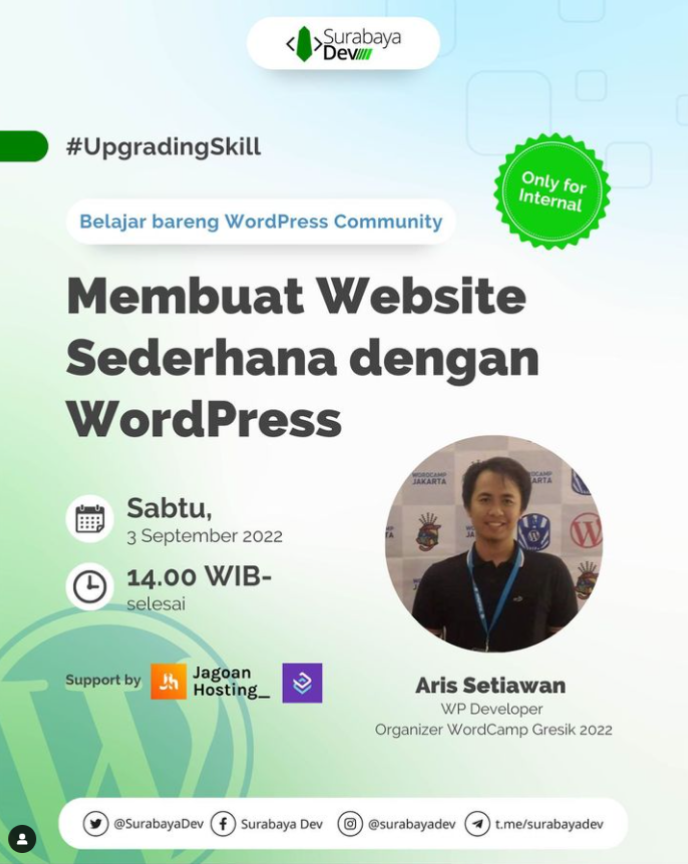 Surabaya
Dev
#UpgradingSkill
Only for
Internal
Belajar bareng WordPress Community
Membuat Website
Sederhana dengan
WordPress
WORDCAMP
JAKARTA
Sabtu,
3 September 2022
14.00 WIB-
selesai
Support by
Jagoan
Hosting_
Aris Setiawan
WP Developer
Organizer WordCamp Gresik 2022
@SurabayaDev
Surabaya Dev
@surabayadev
t.me/surabayadev